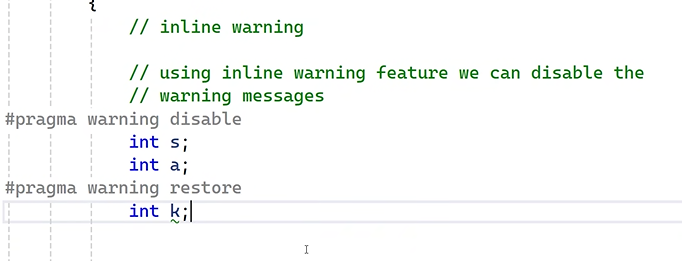 {
// inline warning
// using inline warning feature we can disable the
// warning messages
#pragma warning disable
int s;
int a;
#pragma warning restore
int k;